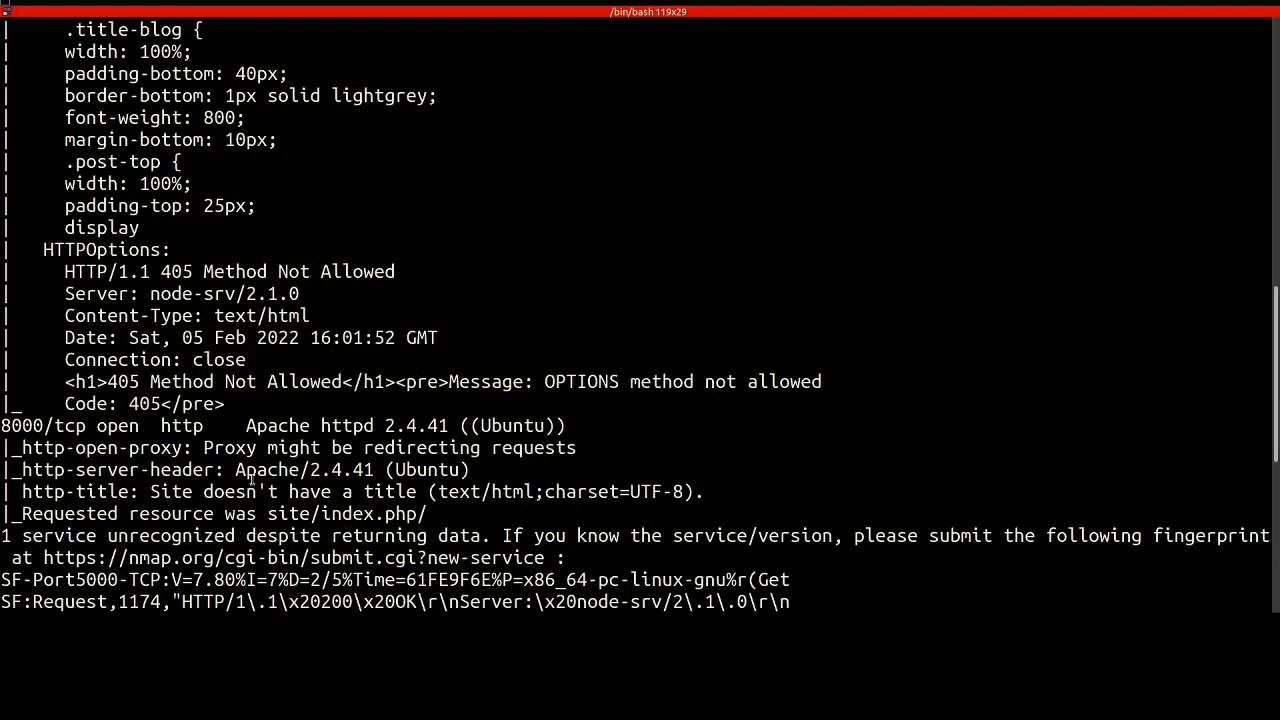 /bin/bash 119x29
|     .title-blog {
|     width: 100%;
|     padding-bottom: 40px;
|     border-bottom: 1px solid lightgrey;
|     font-weight: 800;
|     margin-bottom: 10px;
|     .post-top {
|     width: 100%;
|     padding-top: 25px;
|     display
|   HTTPOptions:
|     HTTP/1.1 405 Method Not Allowed
|     Server: node-srv/2.1.0
|     Content-Type: text/html
|     Date: Sat, 05 Feb 2022 16:01:52 GMT
|     Connection: close
|     <h1>405 Method Not Allowed</h1><pre>Message: OPTIONS method not allowed
|_    Code: 405</pre>
8000/tcp open  http    Apache httpd 2.4.41 ((Ubuntu))
|_http-open-proxy: Proxy might be redirecting requests
|_http-server-header: Apache/2.4.41 (Ubuntu)
| http-title: Site doesn't have a title (text/html;charset=UTF-8).
|_Requested resource was site/index.php/
1 service unrecognized despite returning data. If you know the service/version, please submit the following fingerprint
 at https://nmap.org/cgi-bin/submit.cgi?new-service :
SF-Port5000-TCP:V=7.80%I=7%D=2/5%Time=61FE9F6E%P=x86_64-pc-linux-gnu%r(Get
SF:Request,1174,"HTTP/1\.1\x20200\x20OK\r\nServer:\x20node-srv/2\.1\.0\r\n